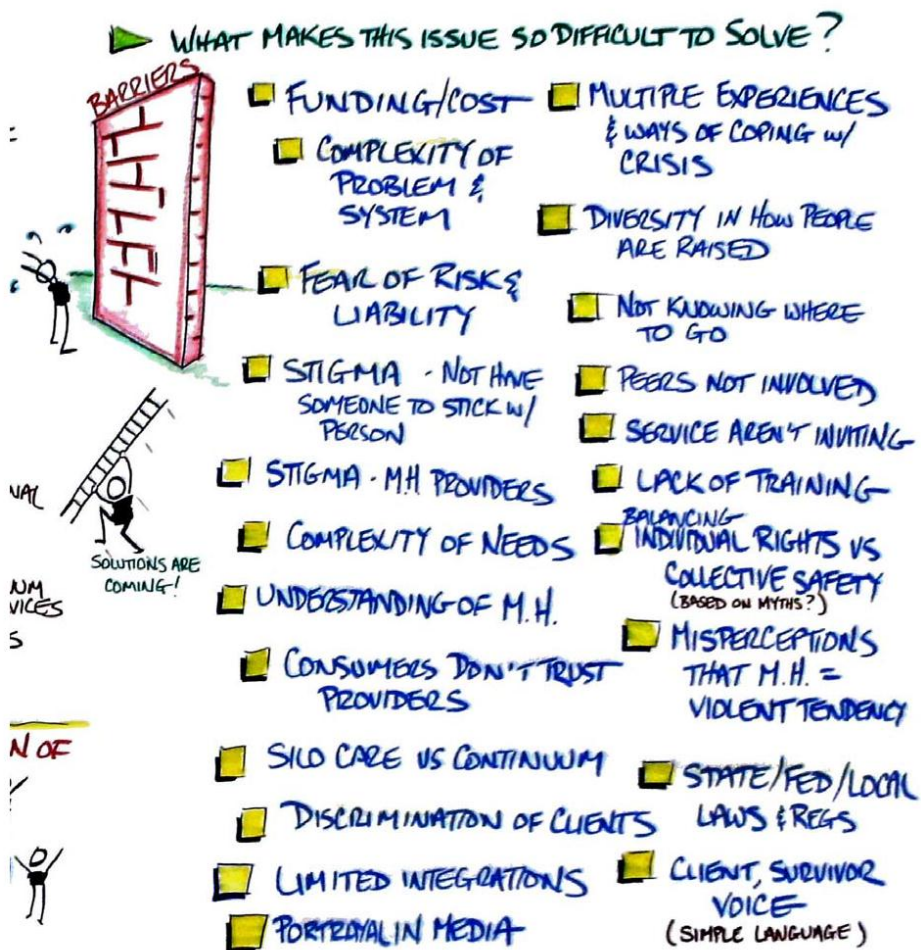 WHAT MAKES THIS ISSUE SO DIFFICULT TO SOLVE?
BARRIERS
FUNDING/COST
COMPLEXITY OF
PROBLEM &
SYSTEM
FEAR OF RISK &
LIABILITY
STIGMA - NOT HAVE
SOMEONE TO STICK W/
PERSON
STIGMA - M.H PROVIDERS
COMPLEXITY OF NEEDS
UNDERSTANDING OF M.H.
CONSUMERS DON'T TRUST
PROVIDERS
SILO CARE VS CONTINUUM
DISCRIMINATION OF CLIENTS
LIMITED INTEGRATIONS
PORTRAYAL IN MEDIA
MULTIPLE EXPERIENCES
& WAYS OF COPING W/
CRISIS
DIVERSITY IN HOW PEOPLE
ARE RAISED
NOT KNOWING WHERE
TO GO
PEERS NOT INVOLVED
SERVICE AREN'T INVITING
LACK OF TRAINING
BALANCING
INDIVIDUAL RIGHTS VS
COLLECTIVE SAFETY
(BASED ON MYTHS?)
MISPERCEPTIONS
THAT M.H. =
VIOLENT TENDENCY
STATE/FED/LOCAL
LAWS & REGS
CLIENT, SURVIVOR
VOICE
(SIMPLE LANGUAGE)
SOLUTIONS ARE
COMING!
NAL
UM
VICES
S
N OF